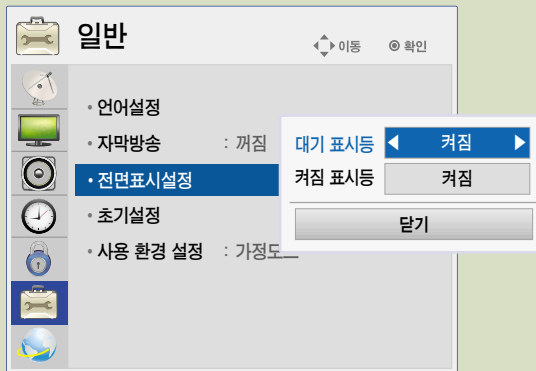 일반
이동 확인
• 언어설정
• 자막방송 : 꺼짐
• 전면표시설정
• 초기설정
• 사용 환경 설정 : 가정
대기 표시등 켜짐
켜짐 표시등 켜짐
닫기